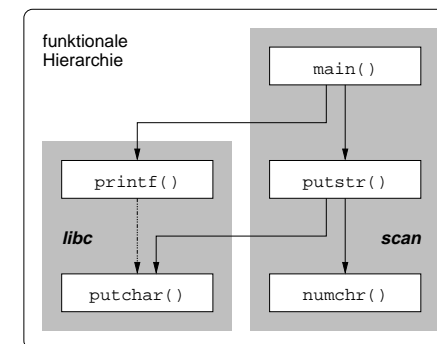 funktionale
Hierarchie
main()
printf()
putstr()
libc
scan
putchar()
numchr()